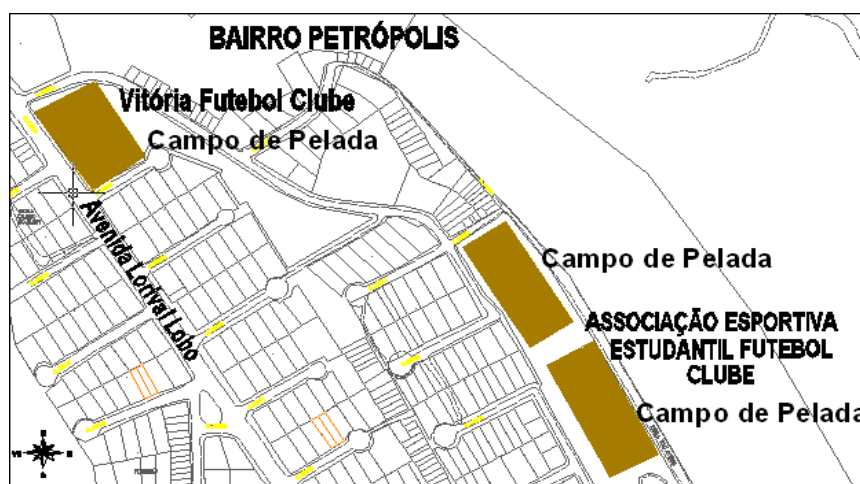 BAIRRO PETRÓPOLIS
Vitória Futebol Clube
Campo de Pelada
Avenida Lorival Lobo
Campo de Pelada
ASSOCIAÇÃO ESPORTIVA
ESTUDANTIL FUTEBOL
CLUBE
Campo de Pelada